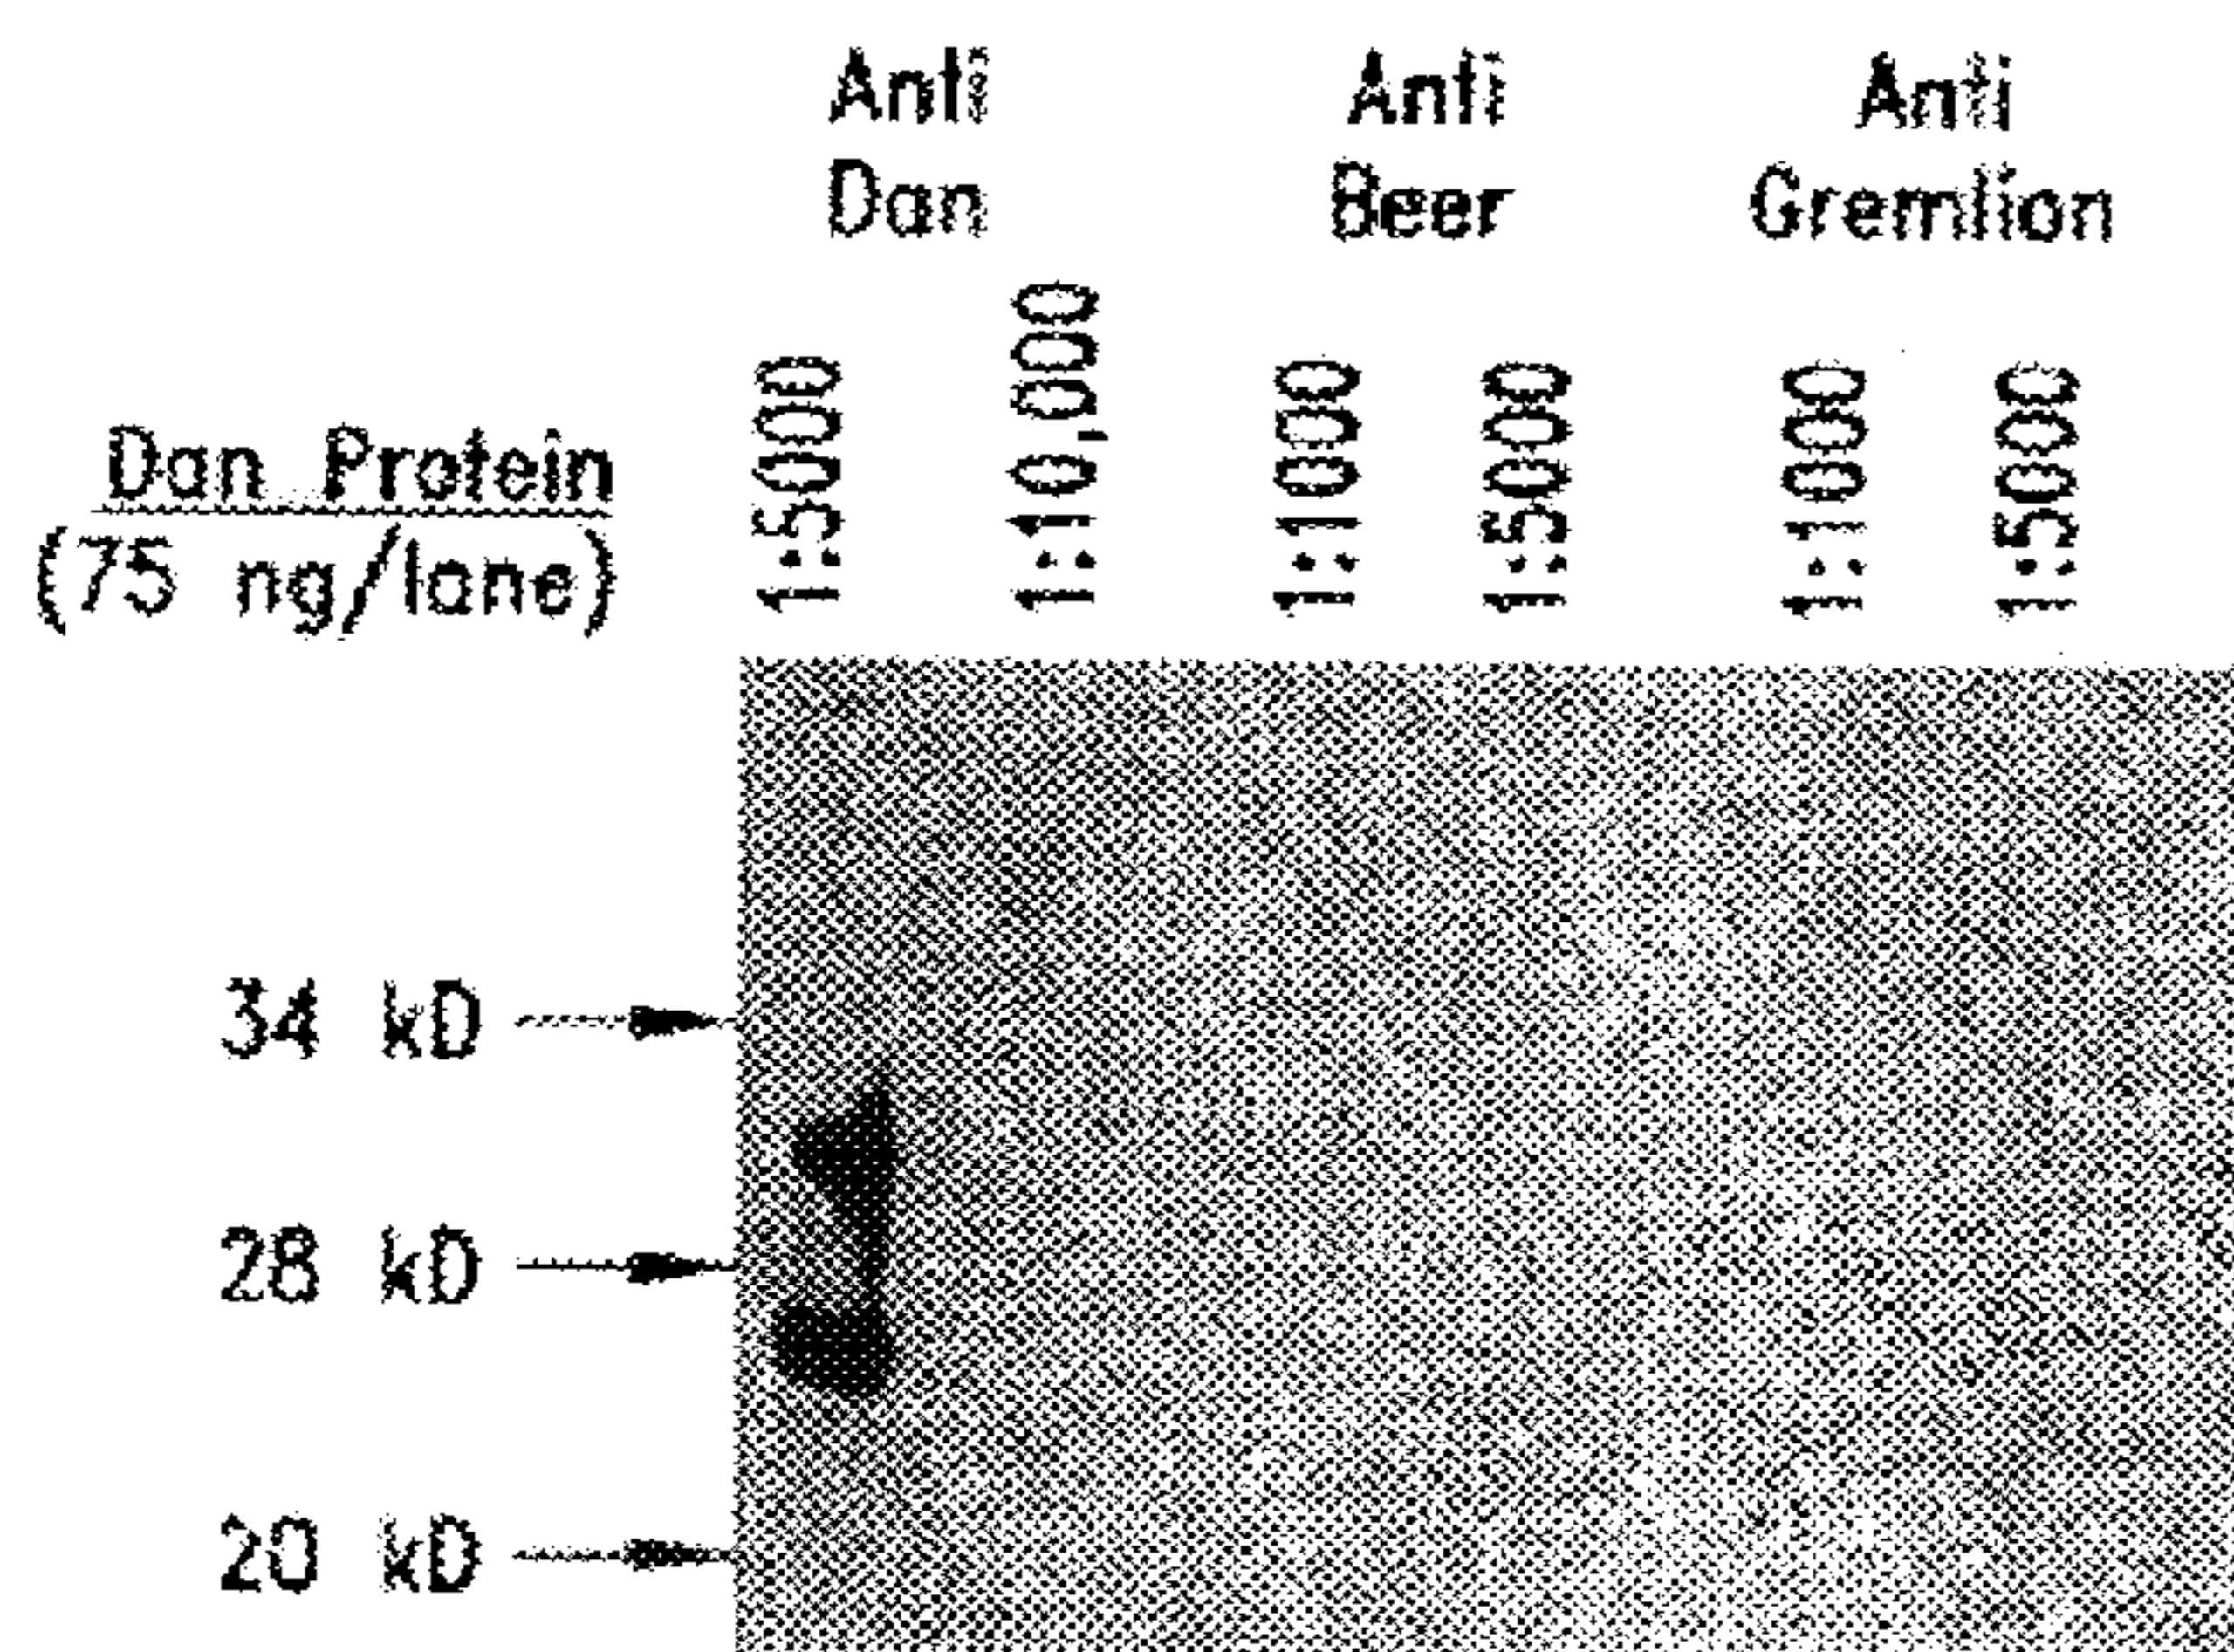 Anti Anti Anti
Dan Beer Gremlion
1:5000 1:10,000 1:1000 1:5000 1:1000 1:5000
Dan Protein
(75 ng/lane)
34 kD
28 kD
20 kD